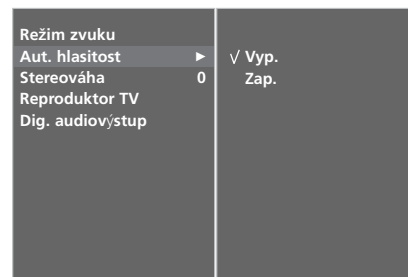 Režim zvuku
Aut. hlasitost ►
Stereováha 0
Reproduktor TV
Dig. audiovýstup
√ Vyp.
Zap.